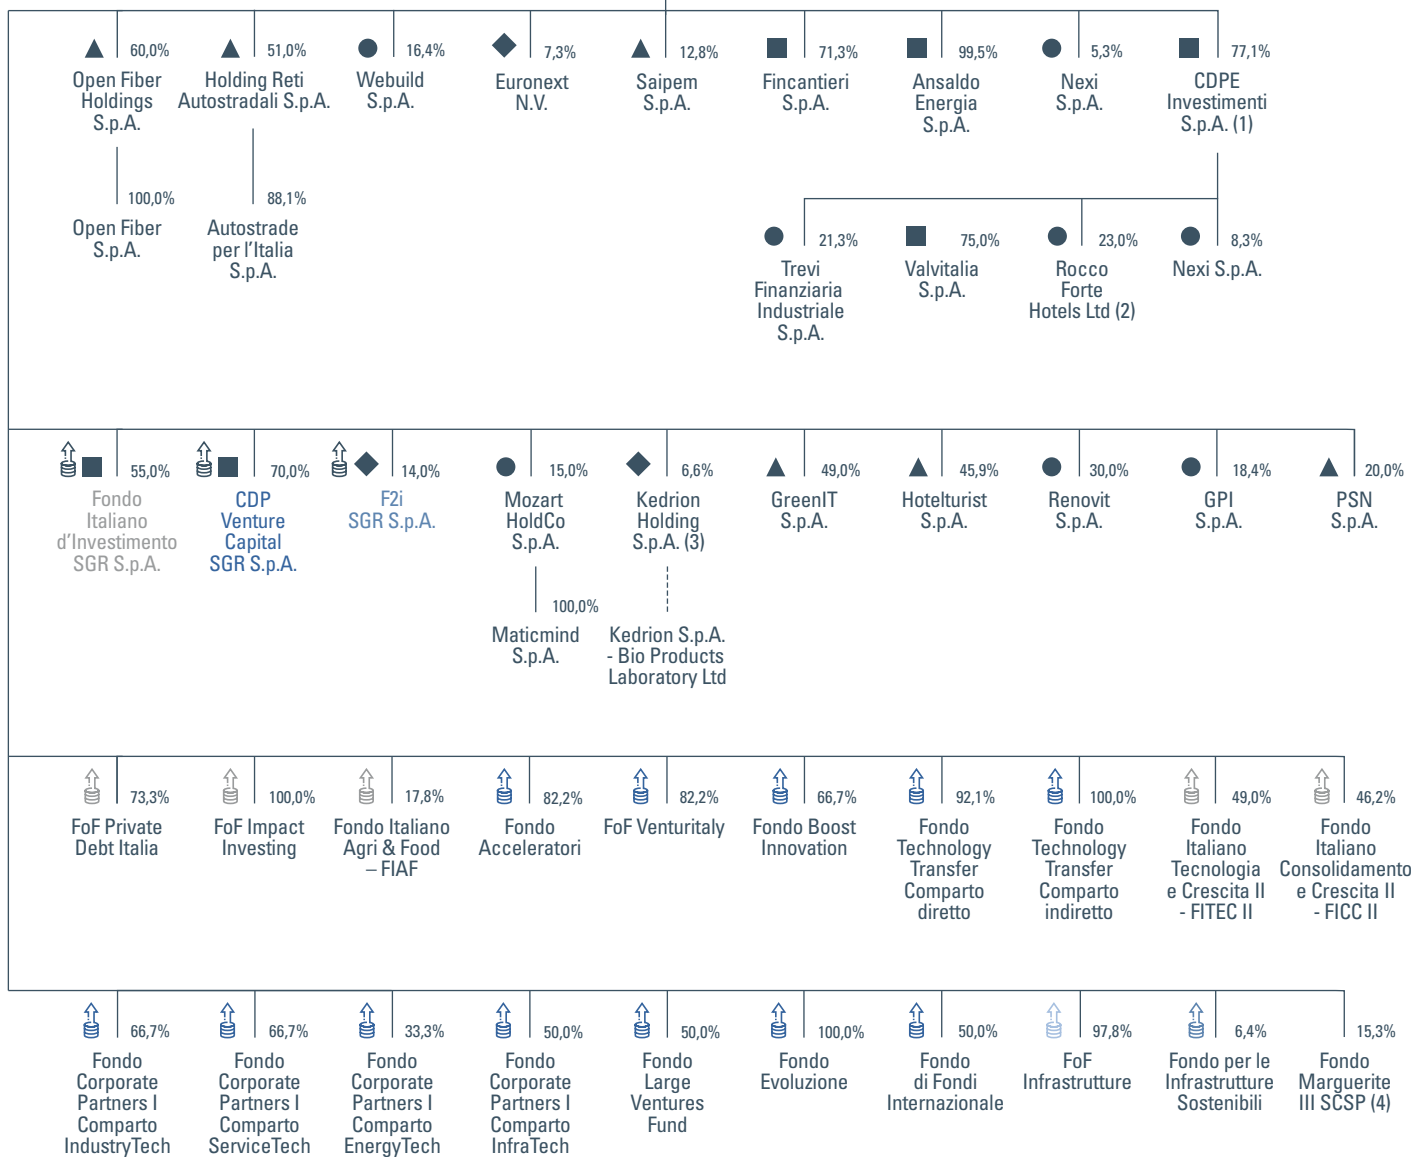 60,0%
Open Fiber
Holdings
S.p.A.
51,0%
Holding Reti
Autostradali S.p.A.
16,4%
Webuild
S.p.A.
7,3%
Euronext
N.V.
12,8%
Saipem
S.p.A.
71,3%
Fincantieri
S.p.A.
99,5%
Ansaldo
Energia
S.p.A.
5,3%
Nexi
S.p.A.
77,1%
CDPE
Investimenti
S.p.A. (1)
100,0%
Open Fiber
S.p.A.
88,1%
Autostrade
per l'Italia
S.p.A.
21,3%
Trevi
Finanziaria
Industriale
S.p.A.
75,0%
Valvitalia
S.p.A.
23,0%
Rocco
Forte
Hotels Ltd (2)
8,3%
Nexi S.p.A.
55,0%
Fondo
Italiano
d'Investimento
SGR S.p.A.
70,0%
CDP
Venture
Capital
SGR S.p.A.
14,0%
F2i
SGR S.p.A.
15,0%
Mozart
HoldCo
S.p.A.
6,6%
Kedrion
Holding
S.p.A. (3)
49,0%
GreenIT
S.p.A.
45,9%
Hotelturist
S.p.A.
30,0%
Renovit
S.p.A.
18,4%
GPI
S.p.A.
20,0%
PSN
S.p.A.
100,0%
Maticmind
S.p.A.
Kedrion S.p.A.
- Bio Products
Laboratory Ltd
73,3%
FoF Private
Debt Italia
100,0%
FoF Impact
Investing
17,8%
Fondo Italiano
Agri & Food
– FIAF
82,2%
Fondo
Acceleratori
82,2%
FoF Venturitaly
66,7%
Fondo Boost
Innovation
92,1%
Fondo
Technology
Transfer
Comparto
diretto
100,0%
Fondo
Technology
Transfer
Comparto
indiretto
49,0%
Fondo
Italiano
Tecnologia
e Crescita II
- FITEC II
46,2%
Fondo
Italiano
Consolidamento
e Crescita II
- FICC II
66,7%
Fondo
Corporate
Partners I
Comparto
IndustryTech
66,7%
Fondo
Corporate
Partners I
Comparto
ServiceTech
33,3%
Fondo
Corporate
Partners I
Comparto
EnergyTech
50,0%
Fondo
Corporate
Partners I
Comparto
InfraTech
50,0%
Fondo
Large
Ventures
Fund
100,0%
Fondo
Evoluzione
50,0%
Fondo
di Fondi
Internazionale
97,8%
FoF
Infrastrutture
6,4%
Fondo per le
Infrastrutture
Sostenibili
15,3%
Fondo
Marguerite
III SCSP (4)